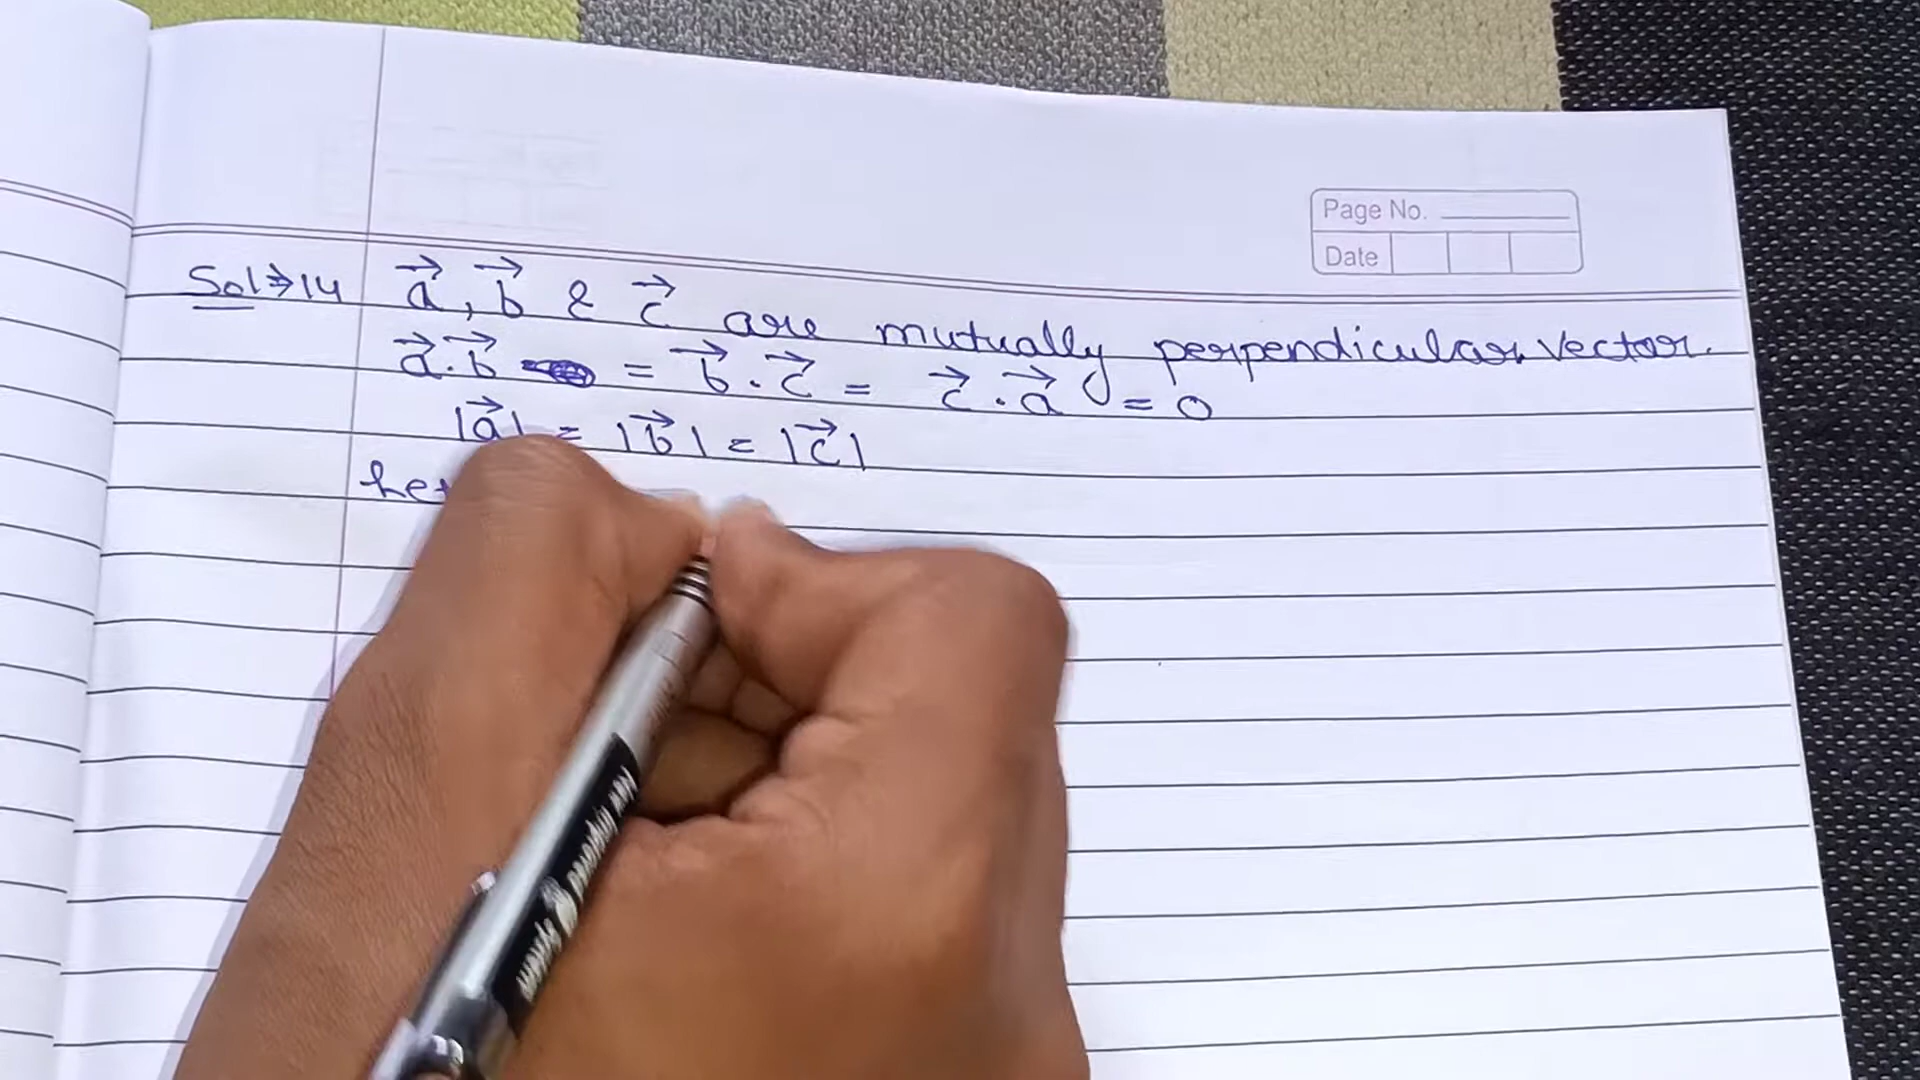 Page No.
Date
Sol⇒14 a⃗, b⃗ & c⃗ are mutually perpendicular vector.
a⃗.b⃗ = b⃗.c⃗ = c⃗.a⃗ = 0
|a⃗| = |b⃗| = |c⃗|